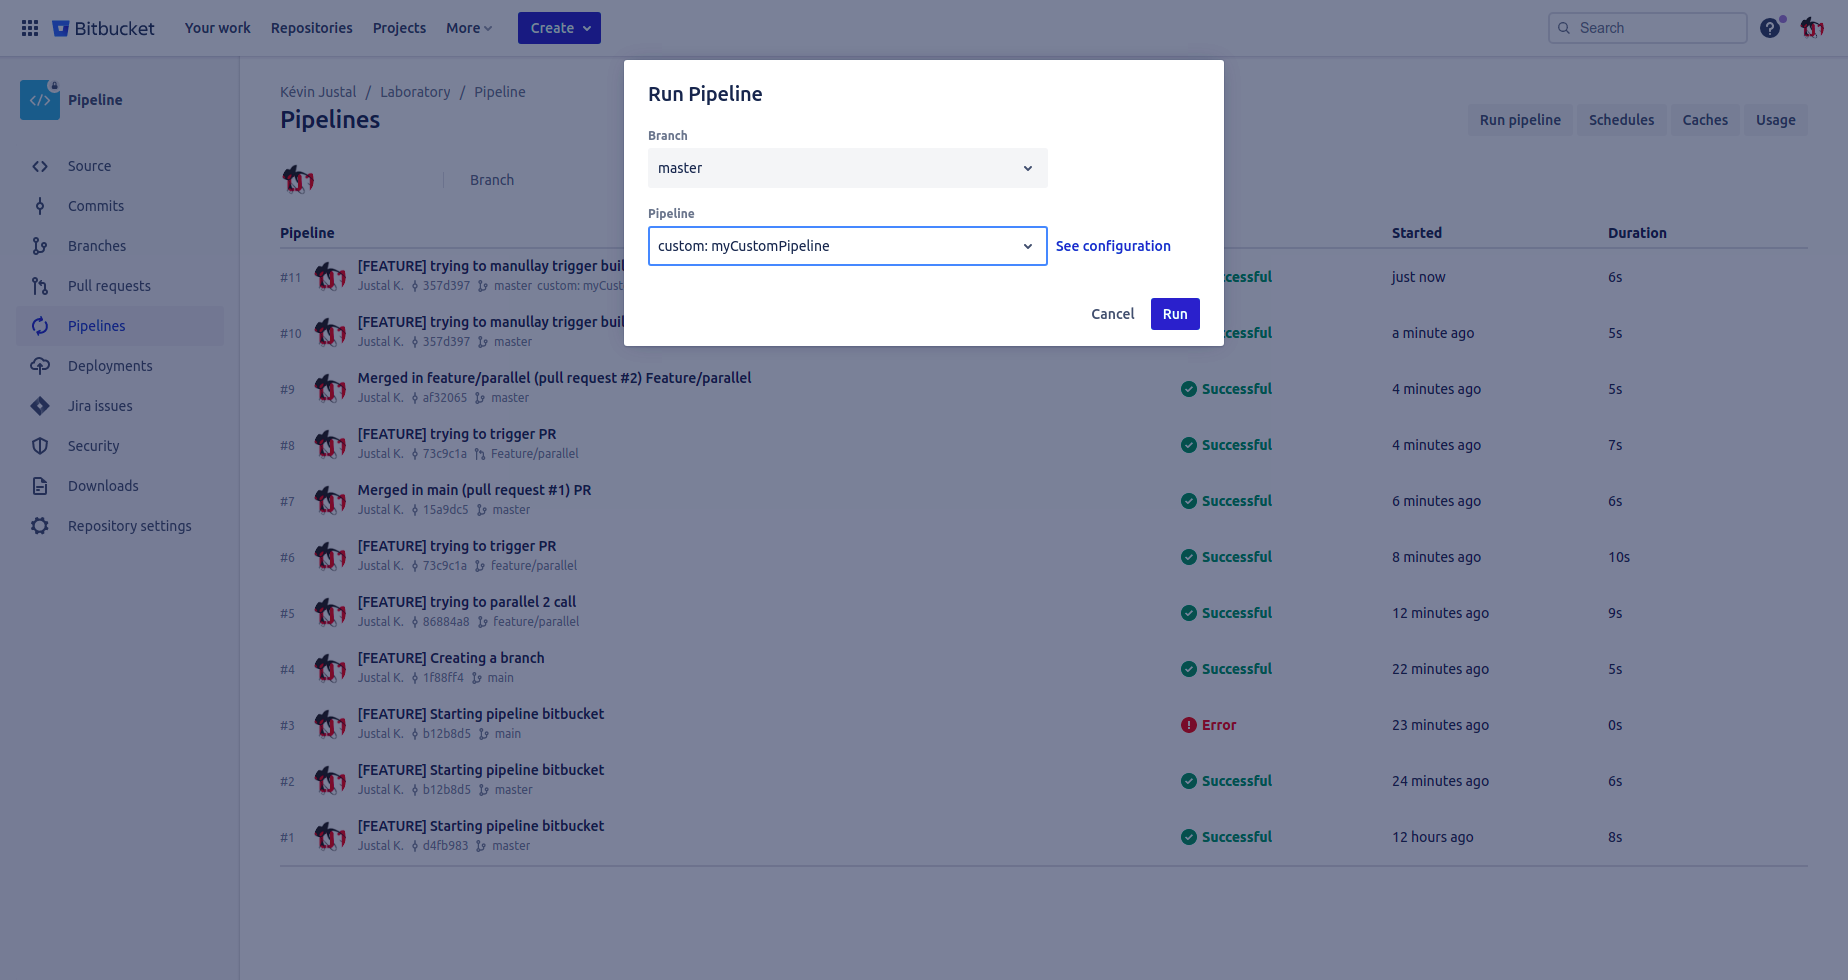 Bitbucket Your work Repositories Projects More Create Search ?
Pipeline
Source
Commits
Branches
Pull requests
Pipelines
Deployments
Jira issues
Security
Downloads
Repository settings
Kévin Justal / Laboratory / Pipeline
Pipelines
Run pipeline Schedules Caches Usage
Branch
Run Pipeline
Branch
master
Pipeline
custom: myCustomPipeline
See configuration
Cancel Run
Pipeline Started Duration
#11 [FEATURE] trying to manullay trigger buil cessful just now 6s
Justal K. 357d397 master custom: myCust
#10 [FEATURE] trying to manullay trigger buil cessful a minute ago 5s
Justal K. 357d397 master
#9 Merged in feature/parallel (pull request #2) Feature/parallel Successful 4 minutes ago 5s
Justal K. af32065 master
#8 [FEATURE] trying to trigger PR Successful 4 minutes ago 7s
Justal K. 73c9c1a Feature/parallel
#7 Merged in main (pull request #1) PR Successful 6 minutes ago 6s
Justal K. 15a9dc5 master
#6 [FEATURE] trying to trigger PR Successful 8 minutes ago 10s
Justal K. 73c9c1a feature/parallel
#5 [FEATURE] trying to parallel 2 call Successful 12 minutes ago 9s
Justal K. 86884a8 feature/parallel
#4 [FEATURE] Creating a branch Successful 22 minutes ago 5s
Justal K. 1f88ff4 main
#3 [FEATURE] Starting pipeline bitbucket Error 23 minutes ago 0s
Justal K. b12b8d5 main
#2 [FEATURE] Starting pipeline bitbucket Successful 24 minutes ago 6s
Justal K. b12b8d5 master
#1 [FEATURE] Starting pipeline bitbucket Successful 12 hours ago 8s
Justal K. d4fb983 master